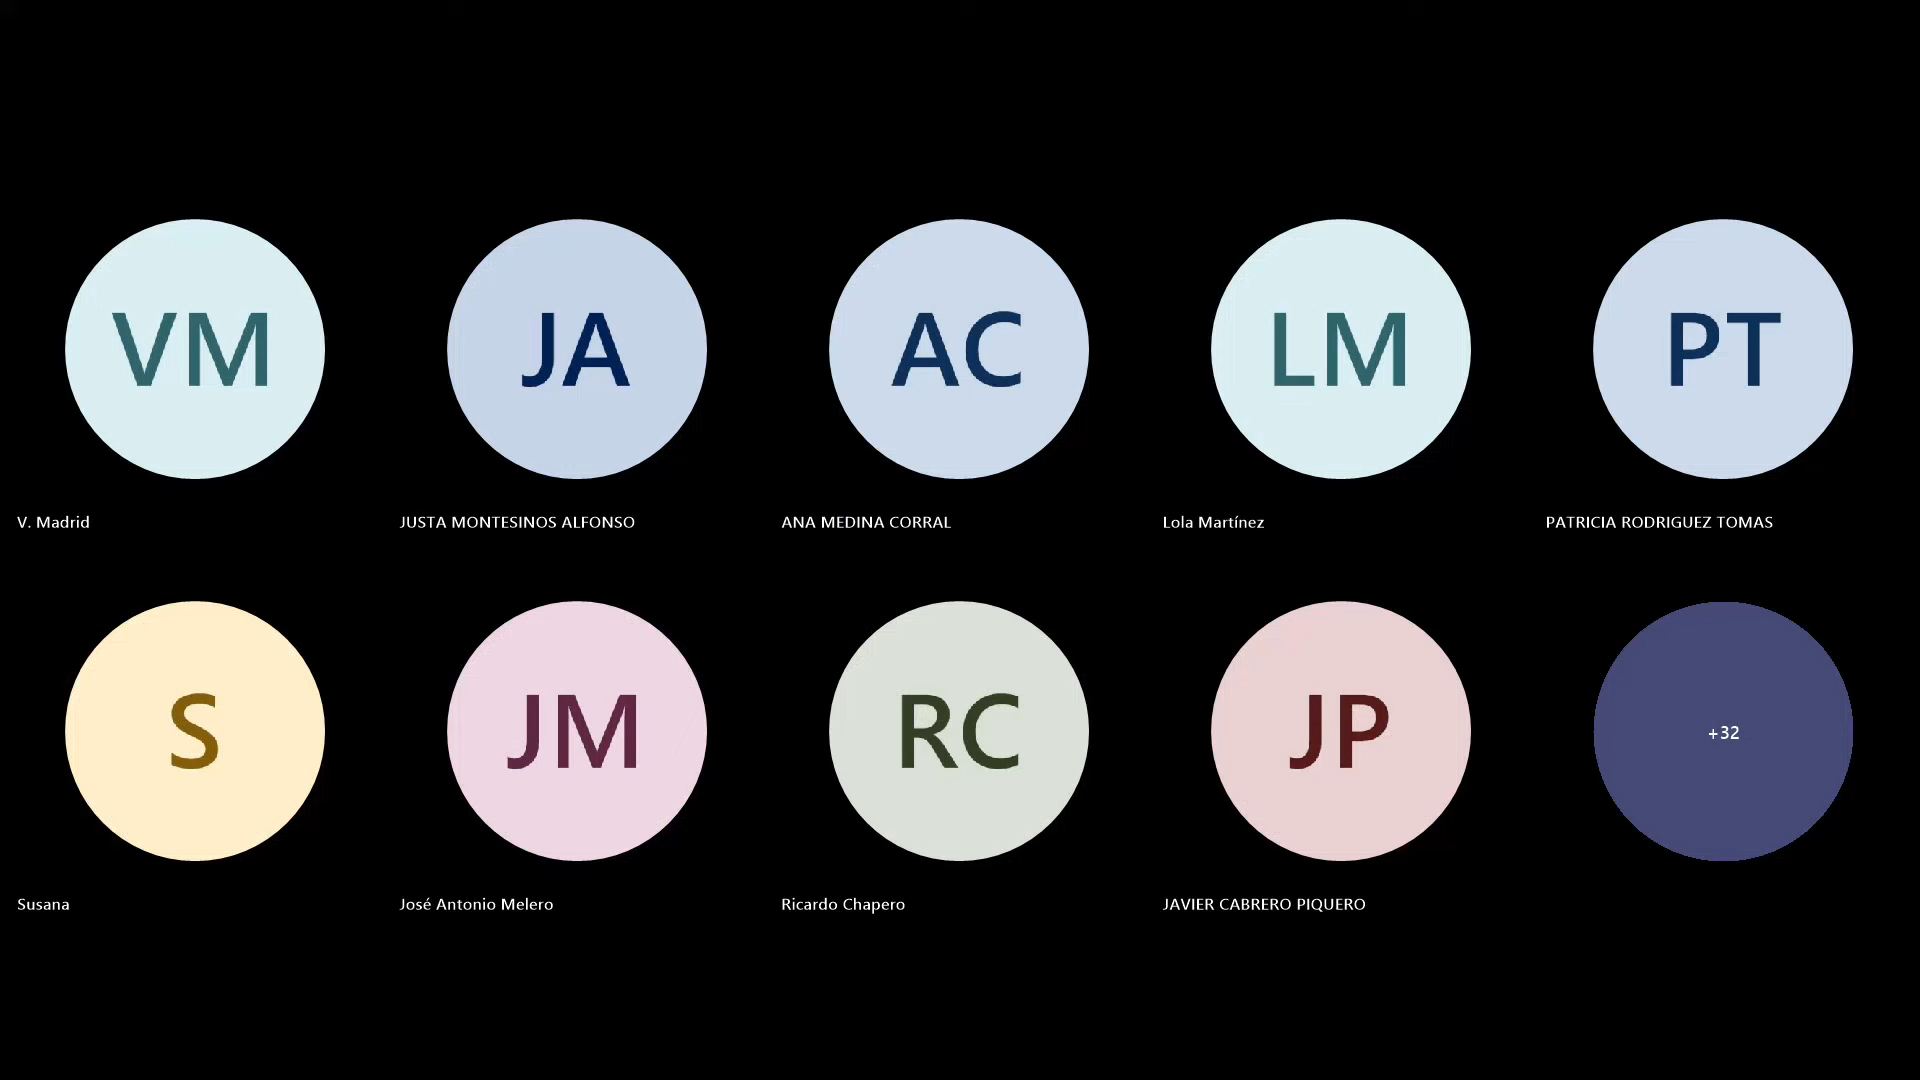 VM
JA
AC
LM
PT
V. Madrid
JUSTA MONTESINOS ALFONSO
ANA MEDINA CORRAL
Lola Martínez
PATRICIA RODRIGUEZ TOMAS
S
JM
RC
JP
+32
Susana
José Antonio Melero
Ricardo Chapero
JAVIER CABRERO PIQUERO